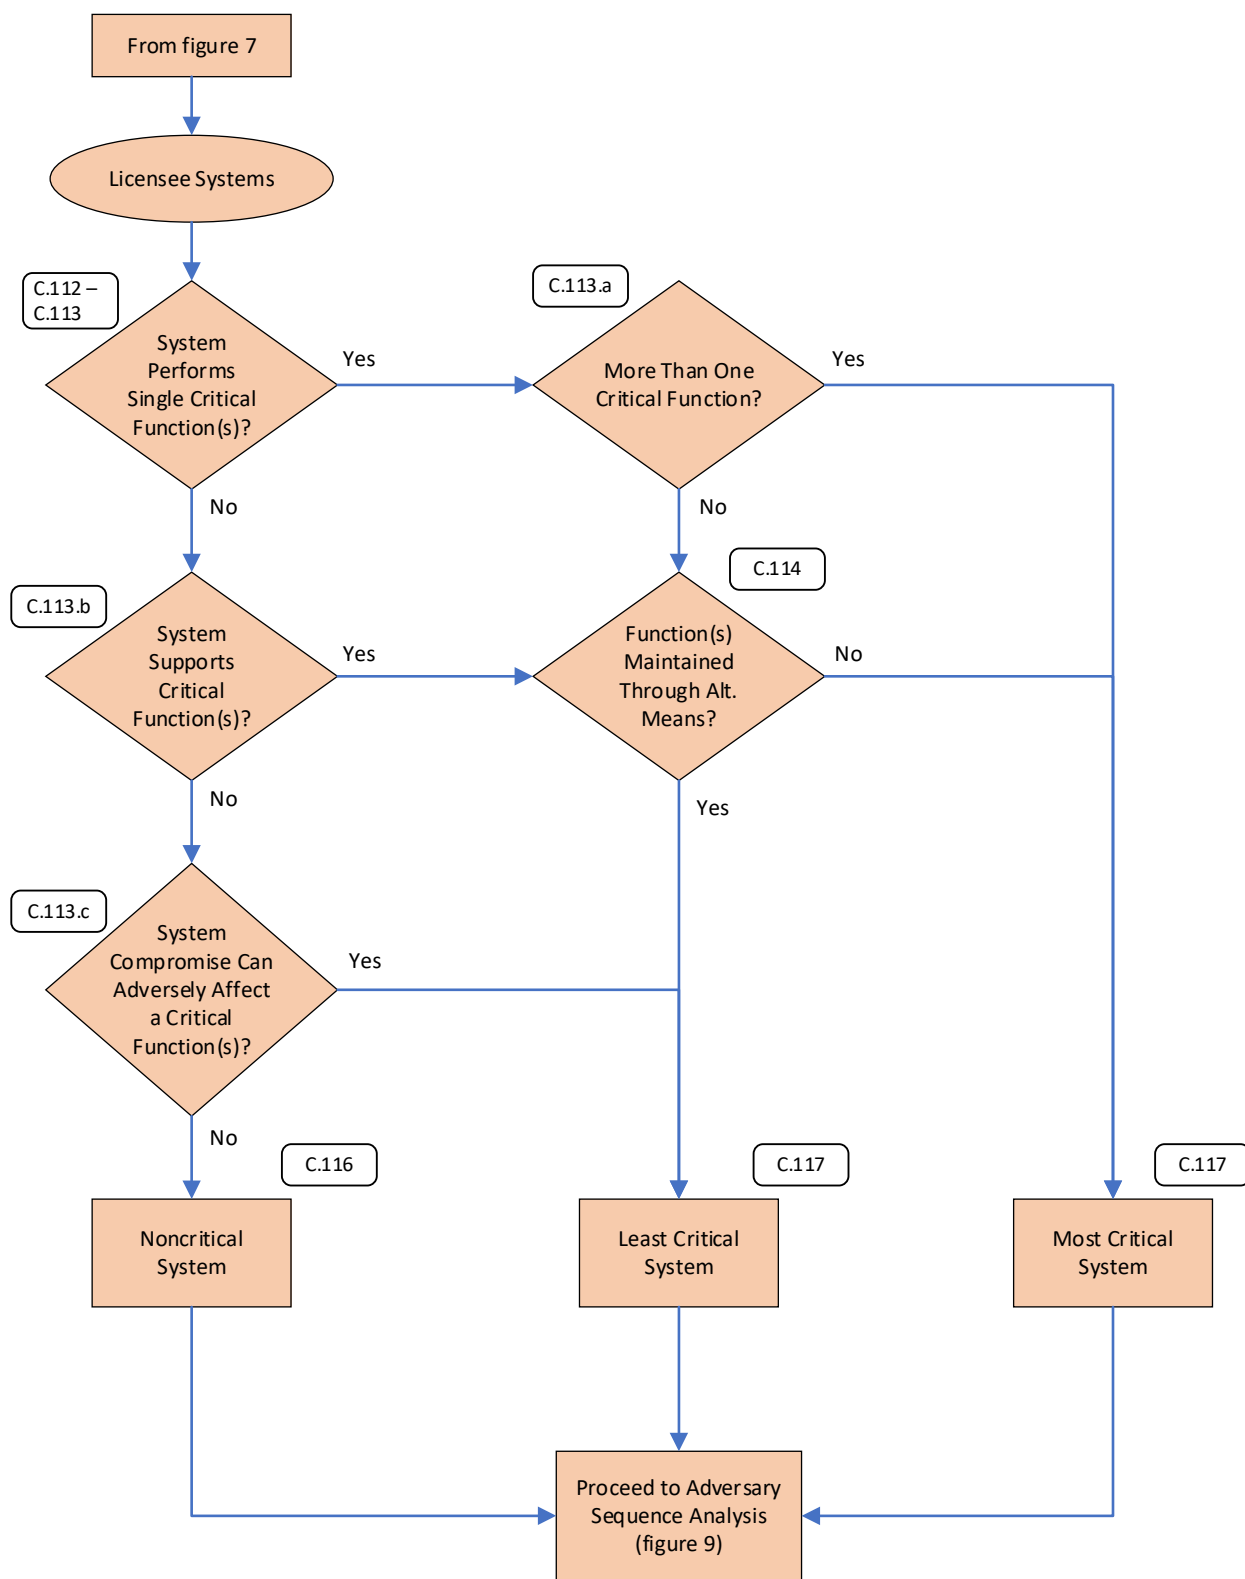 From figure 7
Licensee Systems
C.112 –
C.113
C.113.a
System
Performs
Single Critical
Function(s)?
Yes
More Than One
Critical Function?
Yes
No
No
C.114
C.113.b
System
Supports
Critical
Function(s)?
Yes
Function(s)
Maintained
Through Alt.
Means?
No
No
Yes
C.113.c
System
Compromise Can
Adversely Affect
a Critical
Function(s)?
Yes
No
C.116
C.117
C.117
Noncritical
System
Least Critical
System
Most Critical
System
Proceed to Adversary
Sequence Analysis
(figure 9)